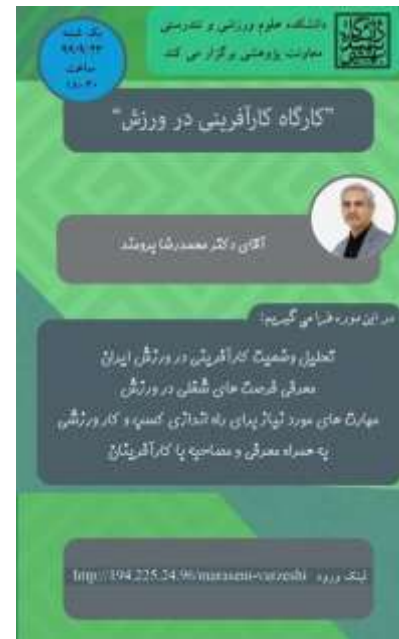 دانشکده علوم ورزشی و تندرستی
معاونت پژوهشی برگزار می کند
یک شنبه
۹۹/۹/۲۳
ساعت
۱۸:۳۰
"کارگاه کارآفرینی در ورزش"
آقای دکتر محمدرضا برومند
در این دوره فرا می گیریم:
تحلیل وضعیت کارآفرینی در ورزش ایران
معرفی فرصت های شغلی در ورزش
مهارت های مورد نیاز برای راه اندازی کسب و کار ورزشی
به همراه معرفی و مصاحبه با کارآفرینان
لینک ورود http://194.225.24.96/marasem-varzeshi